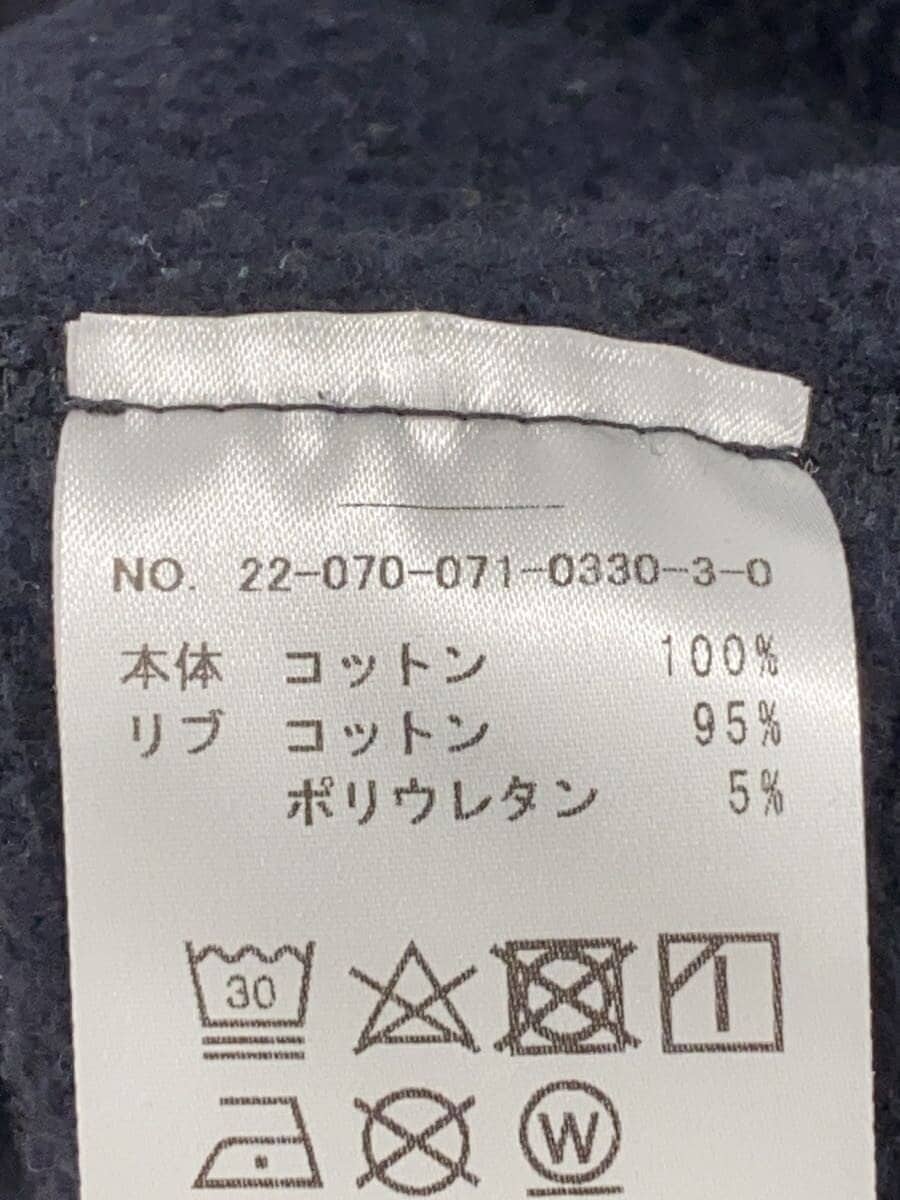 NO. 22-070-071-0330-3-0
本体 コットン 100%
リブ コットン 95%
ポリウレタン 5%
30
W